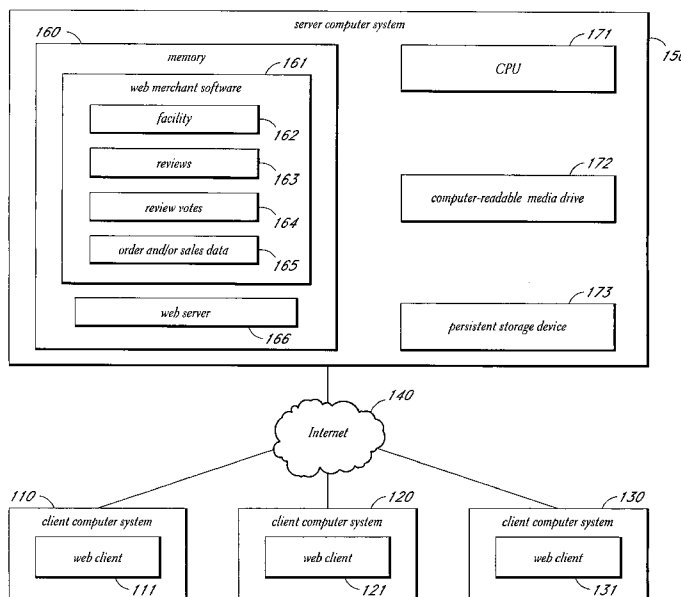 server computer system
160
memory
161
web merchant software
facility
162
reviews
163
review votes
164
order and/or sales data
165
web server
166
171
CPU
172
computer-readable media drive
173
persistent storage device
140
Internet
110
client computer system
web client
111
120
client computer system
web client
121
130
client computer system
web client
131